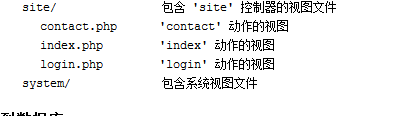 site/ 包含 'site' 控制器的视图文件
contact.php 'contact' 动作的视图
index.php 'index' 动作的视图
login.php 'login' 动作的视图
system/ 包含系统视图文件